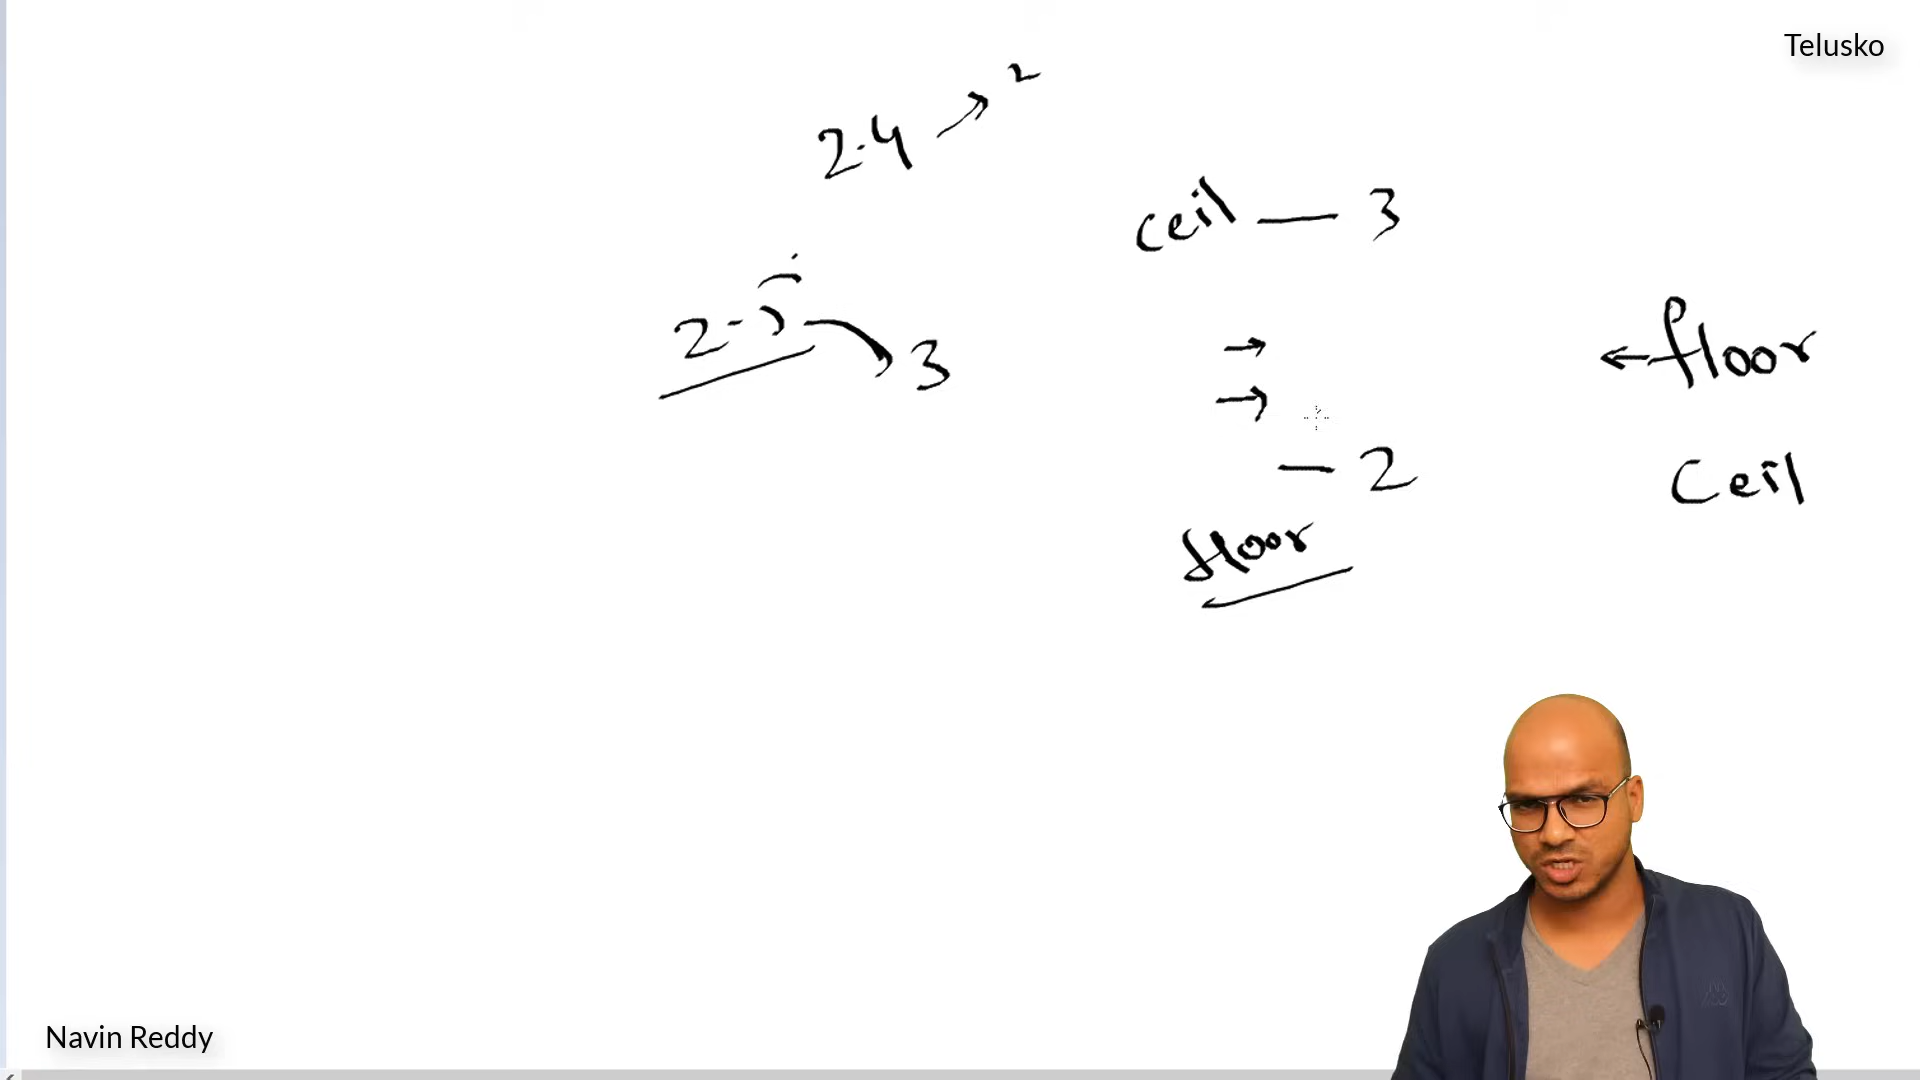 Telusko
2.4 → 2
ceil — 3
2.5 → 3
→
← floor
→
— 2
Ceil
floor
Navin Reddy